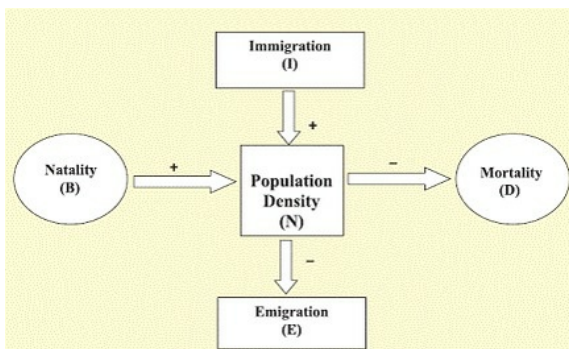 Immigration
(I)
+
Natality
(B)
+
Population
Density
(N)
–
Mortality
(D)
–
Emigration
(E)